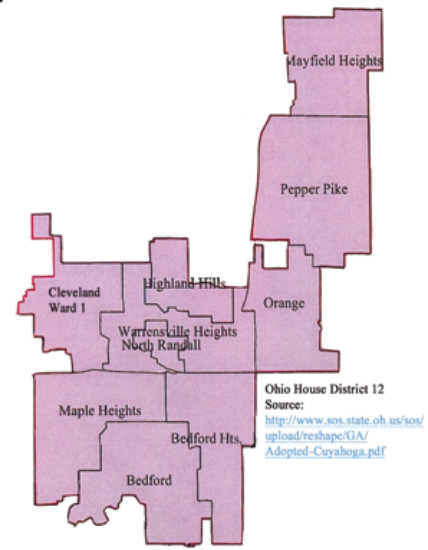 Mayfield Heights
Pepper Pike
Highland Hills
Cleveland
Ward 1
Orange
Warrensville Heights
North Randall
Ohio House District 12
Source:
http://www.sos.state.oh.us/sos/
upload/reshape/GA/
Adopted-Cuyahoga.pdf
Maple Heights
Bedford Hts.
Bedford